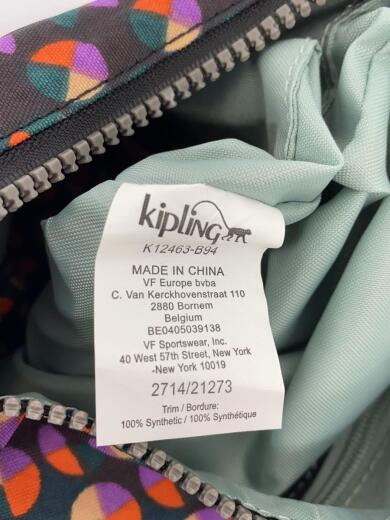 kipling
K12463-B94
MADE IN CHINA
VF Europe bvba
C. Van Kerckhovenstraat 110
2880 Bornem
Belgium
BE0405039138
VF Sportswear, Inc.
40 West 57th Street, New York
-New York 10019
2714/21273
Trim / Bordure:
100% Synthetic / 100% Synthétique